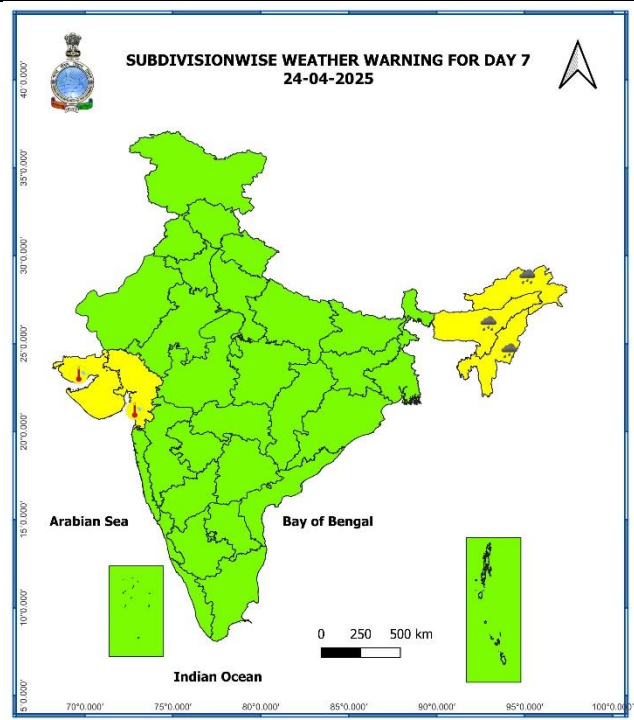 SUBDIVISIONWISE WEATHER WARNING FOR DAY 7
24-04-2025
40°0.000'
35°0.000'
30°0.000'
25°0.000'
20°0.000'
15°0.000'
10°0.000'
5°0.000'
Arabian Sea
Bay of Bengal
0 250 500 km
Indian Ocean
70°0.000' 75°0.000' 80°0.000' 85°0.000' 90°0.000' 95°0.000' 100°0.000'